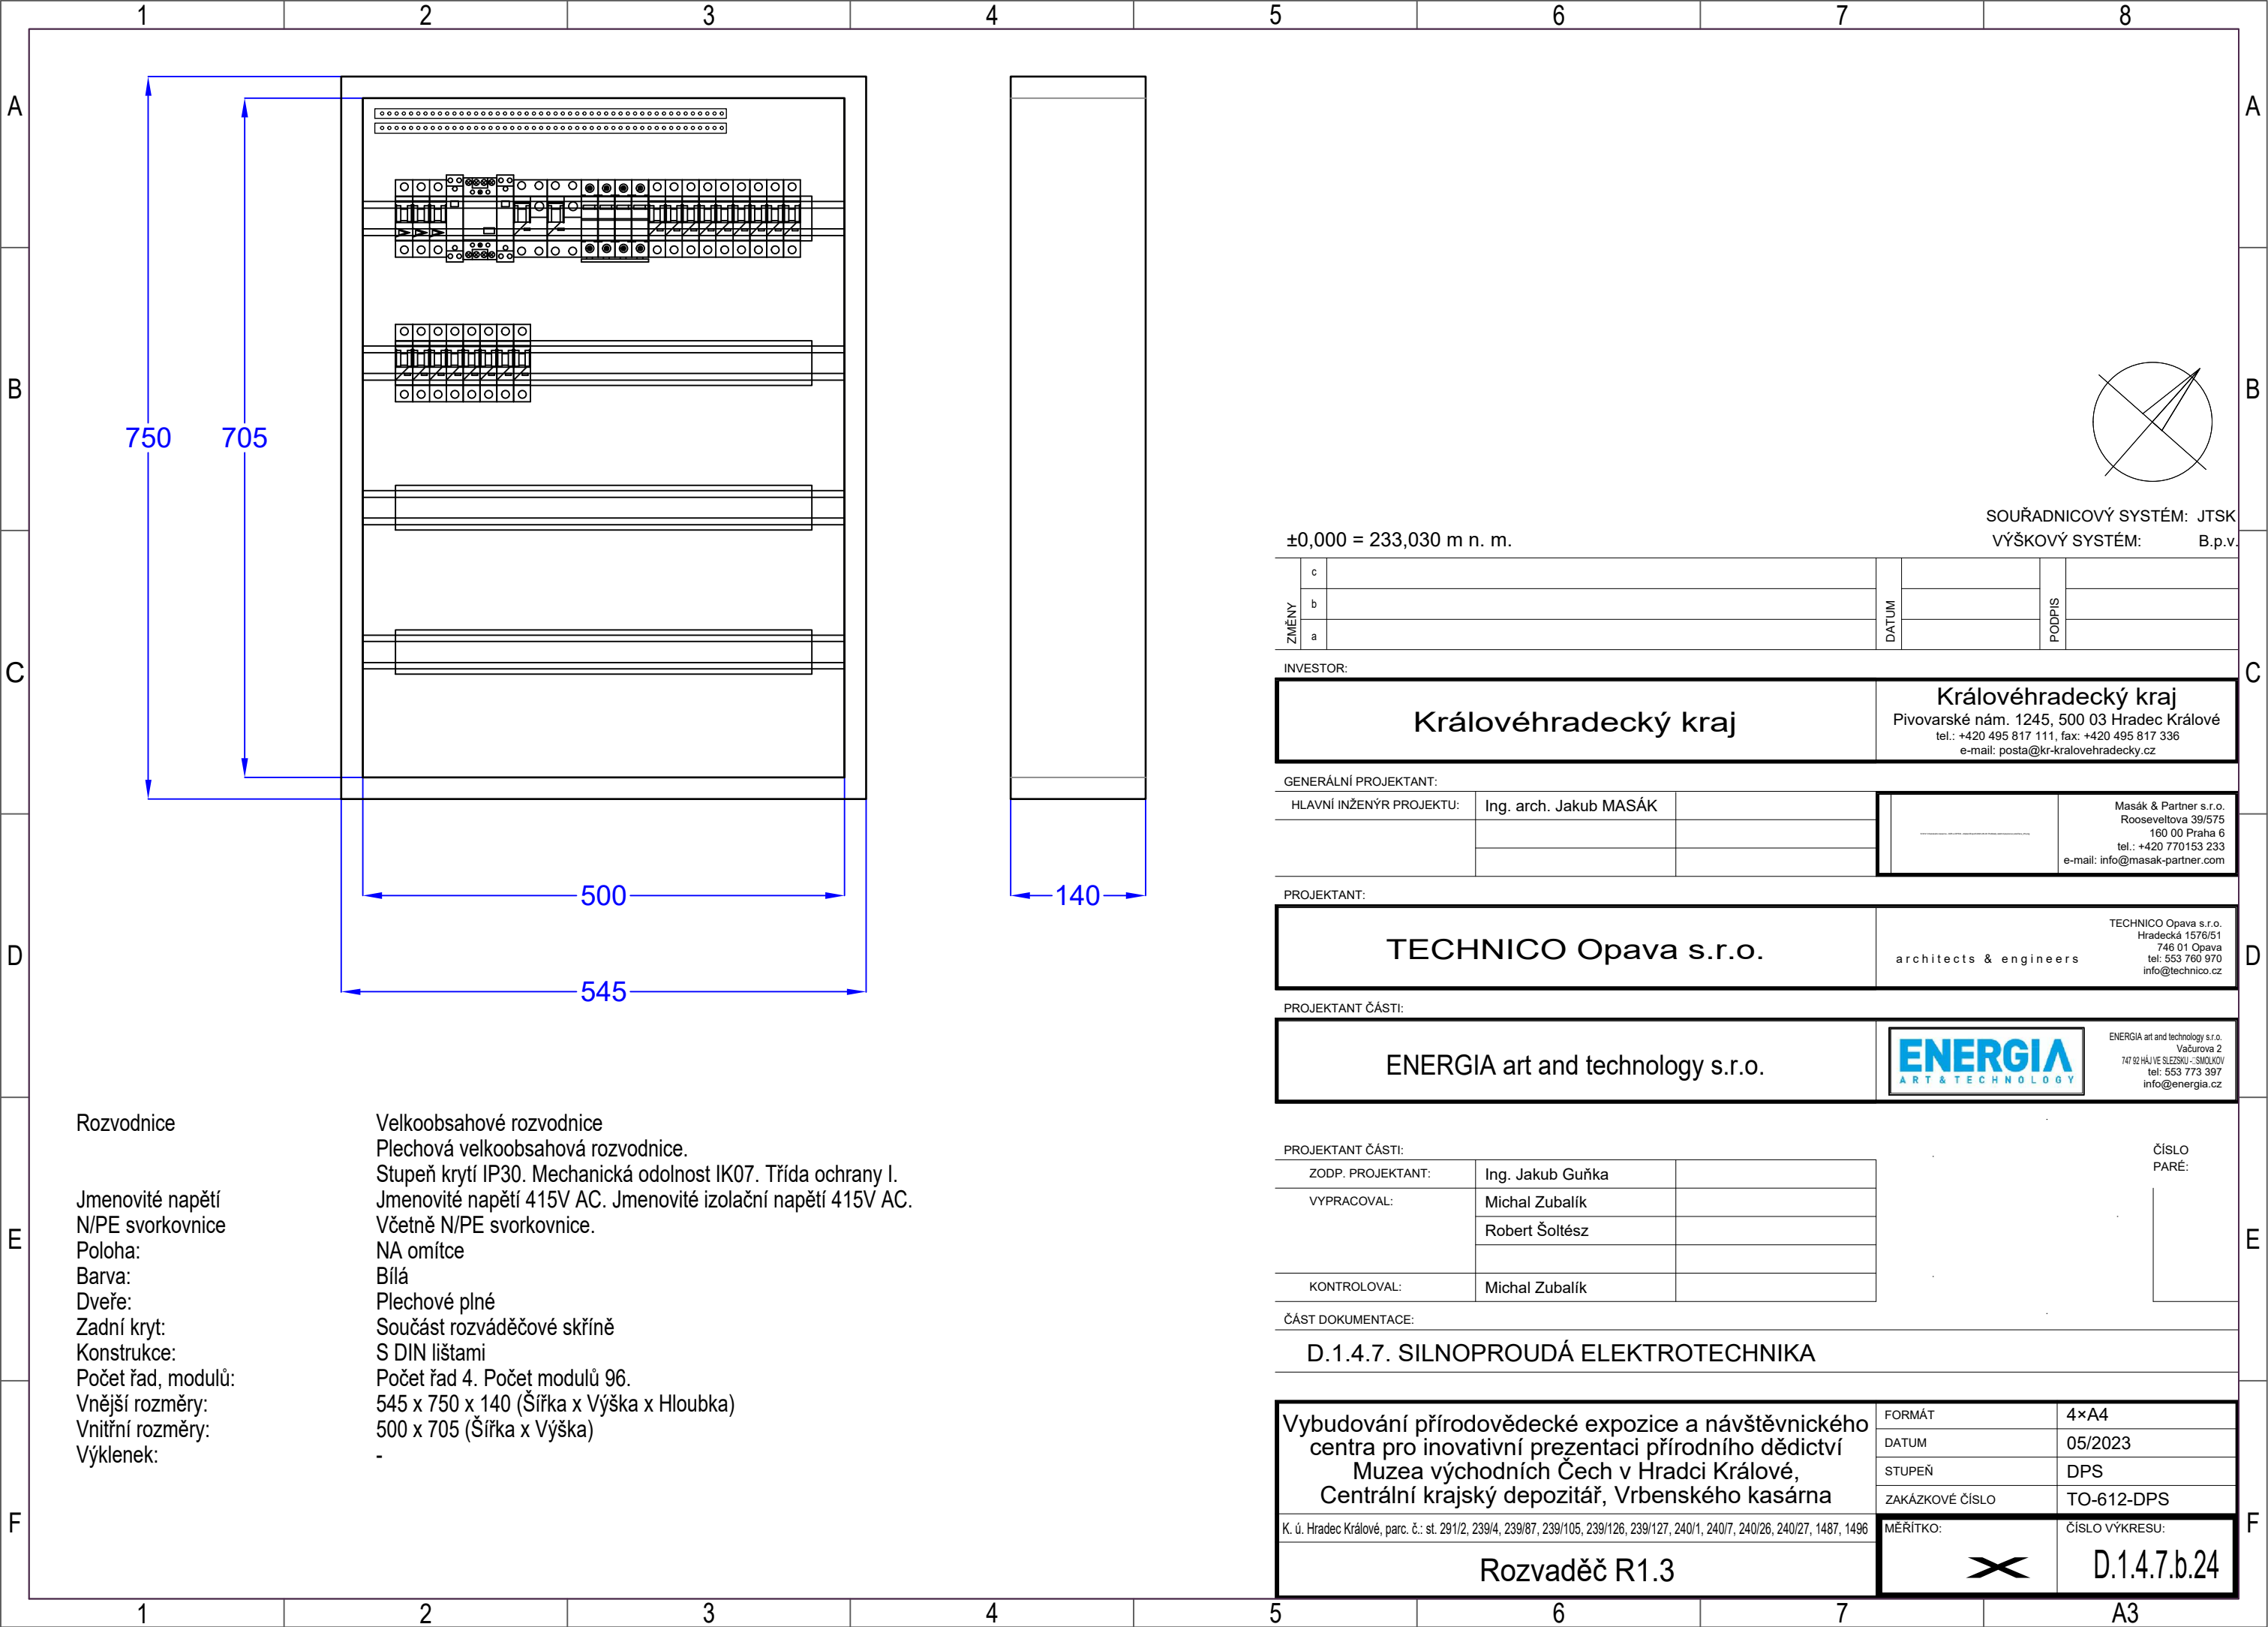 1 2 3 4 5 6 7 8
A A
B B
C C
D D
E E
F F
750 705
500
545
140
SOUŘADNICOVÝ SYSTÉM: JTSK
VÝŠKOVÝ SYSTÉM: B.p.v.
±0,000 = 233,030 m n. m.
ZMĚNY
c
b
a
DATUM
PODPIS
INVESTOR:
Královéhradecký kraj
Královéhradecký kraj
Pivovarské nám. 1245, 500 03 Hradec Králové
tel.: +420 495 817 111, fax: +420 495 817 336
e-mail: posta@kr-kralovehradecky.cz
GENERÁLNÍ PROJEKTANT:
HLAVNÍ INŽENÝR PROJEKTU: Ing. arch. Jakub MASÁK
Masák & Partner s.r.o.
Rooseveltova 39/575
160 00 Praha 6
tel.: +420 770153 233
e-mail: info@masak-partner.com
PROJEKTANT:
TECHNICO Opava s.r.o.
architects & engineers
TECHNICO Opava s.r.o.
Hradecká 1576/51
746 01 Opava
tel: 553 760 970
info@technico.cz
PROJEKTANT ČÁSTI:
ENERGIA art and technology s.r.o.
ENERGIA
ART & TECHNOLOGY
ENERGIA art and technology s.r.o.
Vačurova 2
747 92 HÁJ VE SLEZSKU - SMOLKOV
tel: 553 773 397
info@energia.cz
PROJEKTANT ČÁSTI:
ZODP. PROJEKTANT: Ing. Jakub Guňka
VYPRACOVAL: Michal Zubalík
Robert Šoltész
KONTROLOVAL: Michal Zubalík
ČÍSLO
PARÉ:
ČÁST DOKUMENTACE:
D.1.4.7. SILNOPROUDÁ ELEKTROTECHNIKA
Vybudování přírodovědecké expozice a návštěvnického
centra pro inovativní prezentaci přírodního dědictví
Muzea východních Čech v Hradci Králové,
Centrální krajský depozitář, Vrbenského kasárna
K. ú. Hradec Králové, parc. č.: st. 291/2, 239/4, 239/87, 239/105, 239/126, 239/127, 240/1, 240/7, 240/26, 240/27, 1487, 1496
Rozvaděč R1.3
FORMÁT 4×A4
DATUM 05/2023
STUPEŇ DPS
ZAKÁZKOVÉ ČÍSLO TO-612-DPS
MĚŘÍTKO: X
ČÍSLO VÝKRESU: D.1.4.7.b.24
Rozvodnice Velkoobsahové rozvodnice
Plechová velkoobsahová rozvodnice.
Stupeň krytí IP30. Mechanická odolnost IK07. Třída ochrany I.
Jmenovité napětí Jmenovité napětí 415V AC. Jmenovité izolační napětí 415V AC.
N/PE svorkovnice Včetně N/PE svorkovnice.
Poloha: NA omítce
Barva: Bílá
Dveře: Plechové plné
Zadní kryt: Součást rozváděčové skříně
Konstrukce: S DIN lištami
Počet řad, modulů: Počet řad 4. Počet modulů 96.
Vnější rozměry: 545 x 750 x 140 (Šířka x Výška x Hloubka)
Vnitřní rozměry: 500 x 705 (Šířka x Výška)
Výklenek: -
1 2 3 4 5 6 7 A3